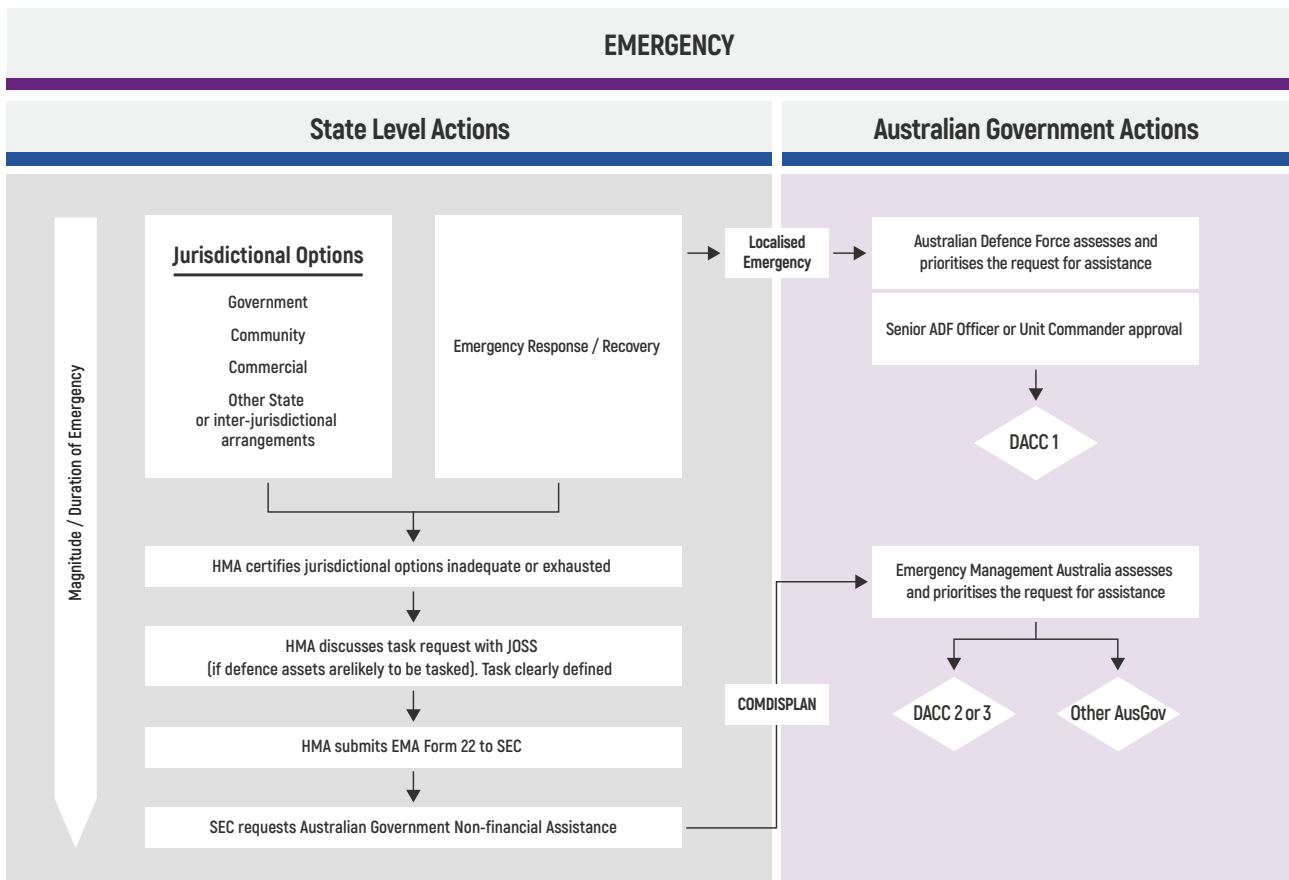 EMERGENCY
State Level Actions
Australian Government Actions
Magnitude / Duration of Emergency
Jurisdictional Options
Government
Community
Commercial
Other State
or inter-jurisdictional
arrangements
Emergency Response / Recovery
Localised
Emergency
Australian Defence Force assesses and
prioritises the request for assistance
Senior ADF Officer or Unit Commander approval
DACC 1
HMA certifies jurisdictional options inadequate or exhausted
HMA discusses task request with JOSS
(if defence assets arelikely to be tasked). Task clearly defined
HMA submits EMA Form 22 to SEC
SEC requests Australian Government Non-financial Assistance
COMDISPLAN
Emergency Management Australia assesses
and prioritises the request for assistance
DACC 2 or 3
Other AusGov